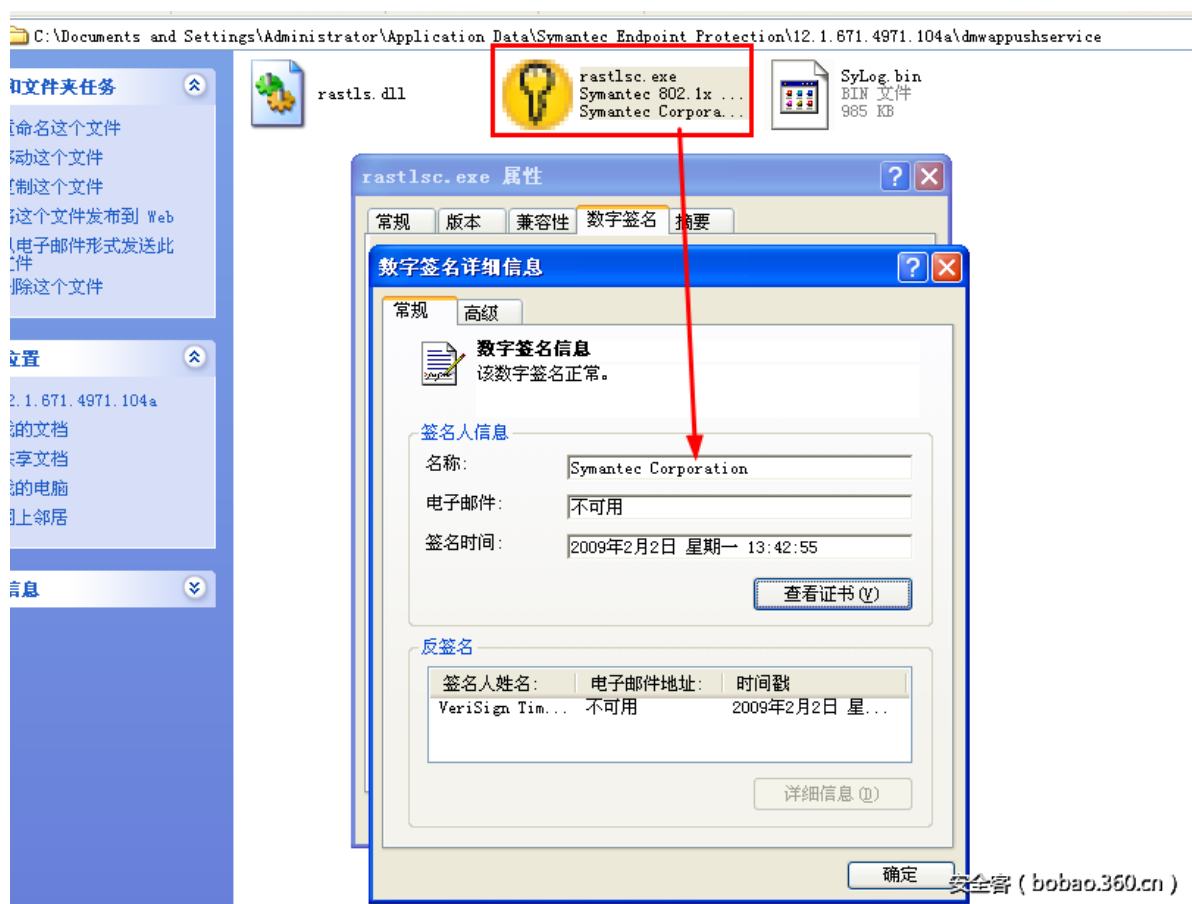 C:\Documents and Settings\Administrator\Application Data\Symantec Endpoint Protection\12.1.671.4971.104a\dmwappushservice
rastls.dll
rastlsc.exe
Symantec 802.1x ...
Symantec Corpora...
SyLog.bin
BIN 文件
985 KB
和文件夹任务
重命名这个文件
移动这个文件
复制这个文件
将这个文件发布到 Web
以电子邮件形式发送此
文件
删除这个文件
位置
2.1.671.4971.104a
我的文档
共享文档
我的电脑
网上邻居
信息
rastlsc.exe 属性
常规
版本
兼容性
数字签名
摘要
数字签名详细信息
常规
高级
数字签名信息
该数字签名正常。
签名人信息
名称:
Symantec Corporation
电子邮件:
不可用
签名时间:
2009年2月2日 星期一 13:42:55
查看证书(V)
反签名
签名人姓名:
电子邮件地址:
时间戳
VeriSign Tim...
不可用
2009年2月2日 星...
详细信息(D)
确定
安全客 ( bobao.360.cn )